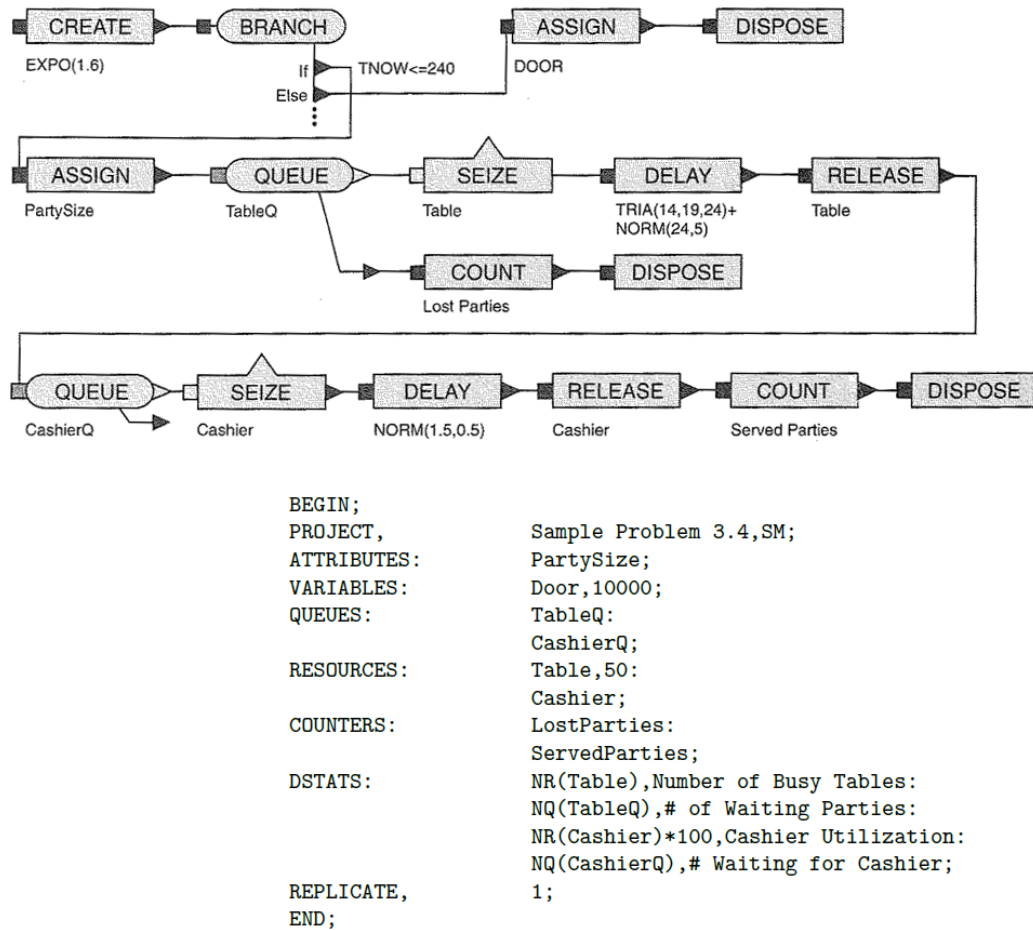 CREATE BRANCH ASSIGN DISPOSE
EXPO(1.6) If TNOW<=240 DOOR
Else
ASSIGN QUEUE SEIZE DELAY RELEASE
PartySize TableQ Table TRIA(14,19,24)+ Table
NORM(24,5)
COUNT DISPOSE
Lost Parties
QUEUE SEIZE DELAY RELEASE COUNT DISPOSE
CashierQ Cashier NORM(1.5,0.5) Cashier Served Parties
BEGIN;
PROJECT, Sample Problem 3.4,SM;
ATTRIBUTES: PartySize;
VARIABLES: Door,10000;
QUEUES: TableQ:
CashierQ;
RESOURCES: Table,50:
Cashier;
COUNTERS: LostParties:
ServedParties;
DSTATS: NR(Table),Number of Busy Tables:
NQ(TableQ),# of Waiting Parties:
NR(Cashier)*100,Cashier Utilization:
NQ(CashierQ),# Waiting for Cashier;
REPLICATE, 1;
END;